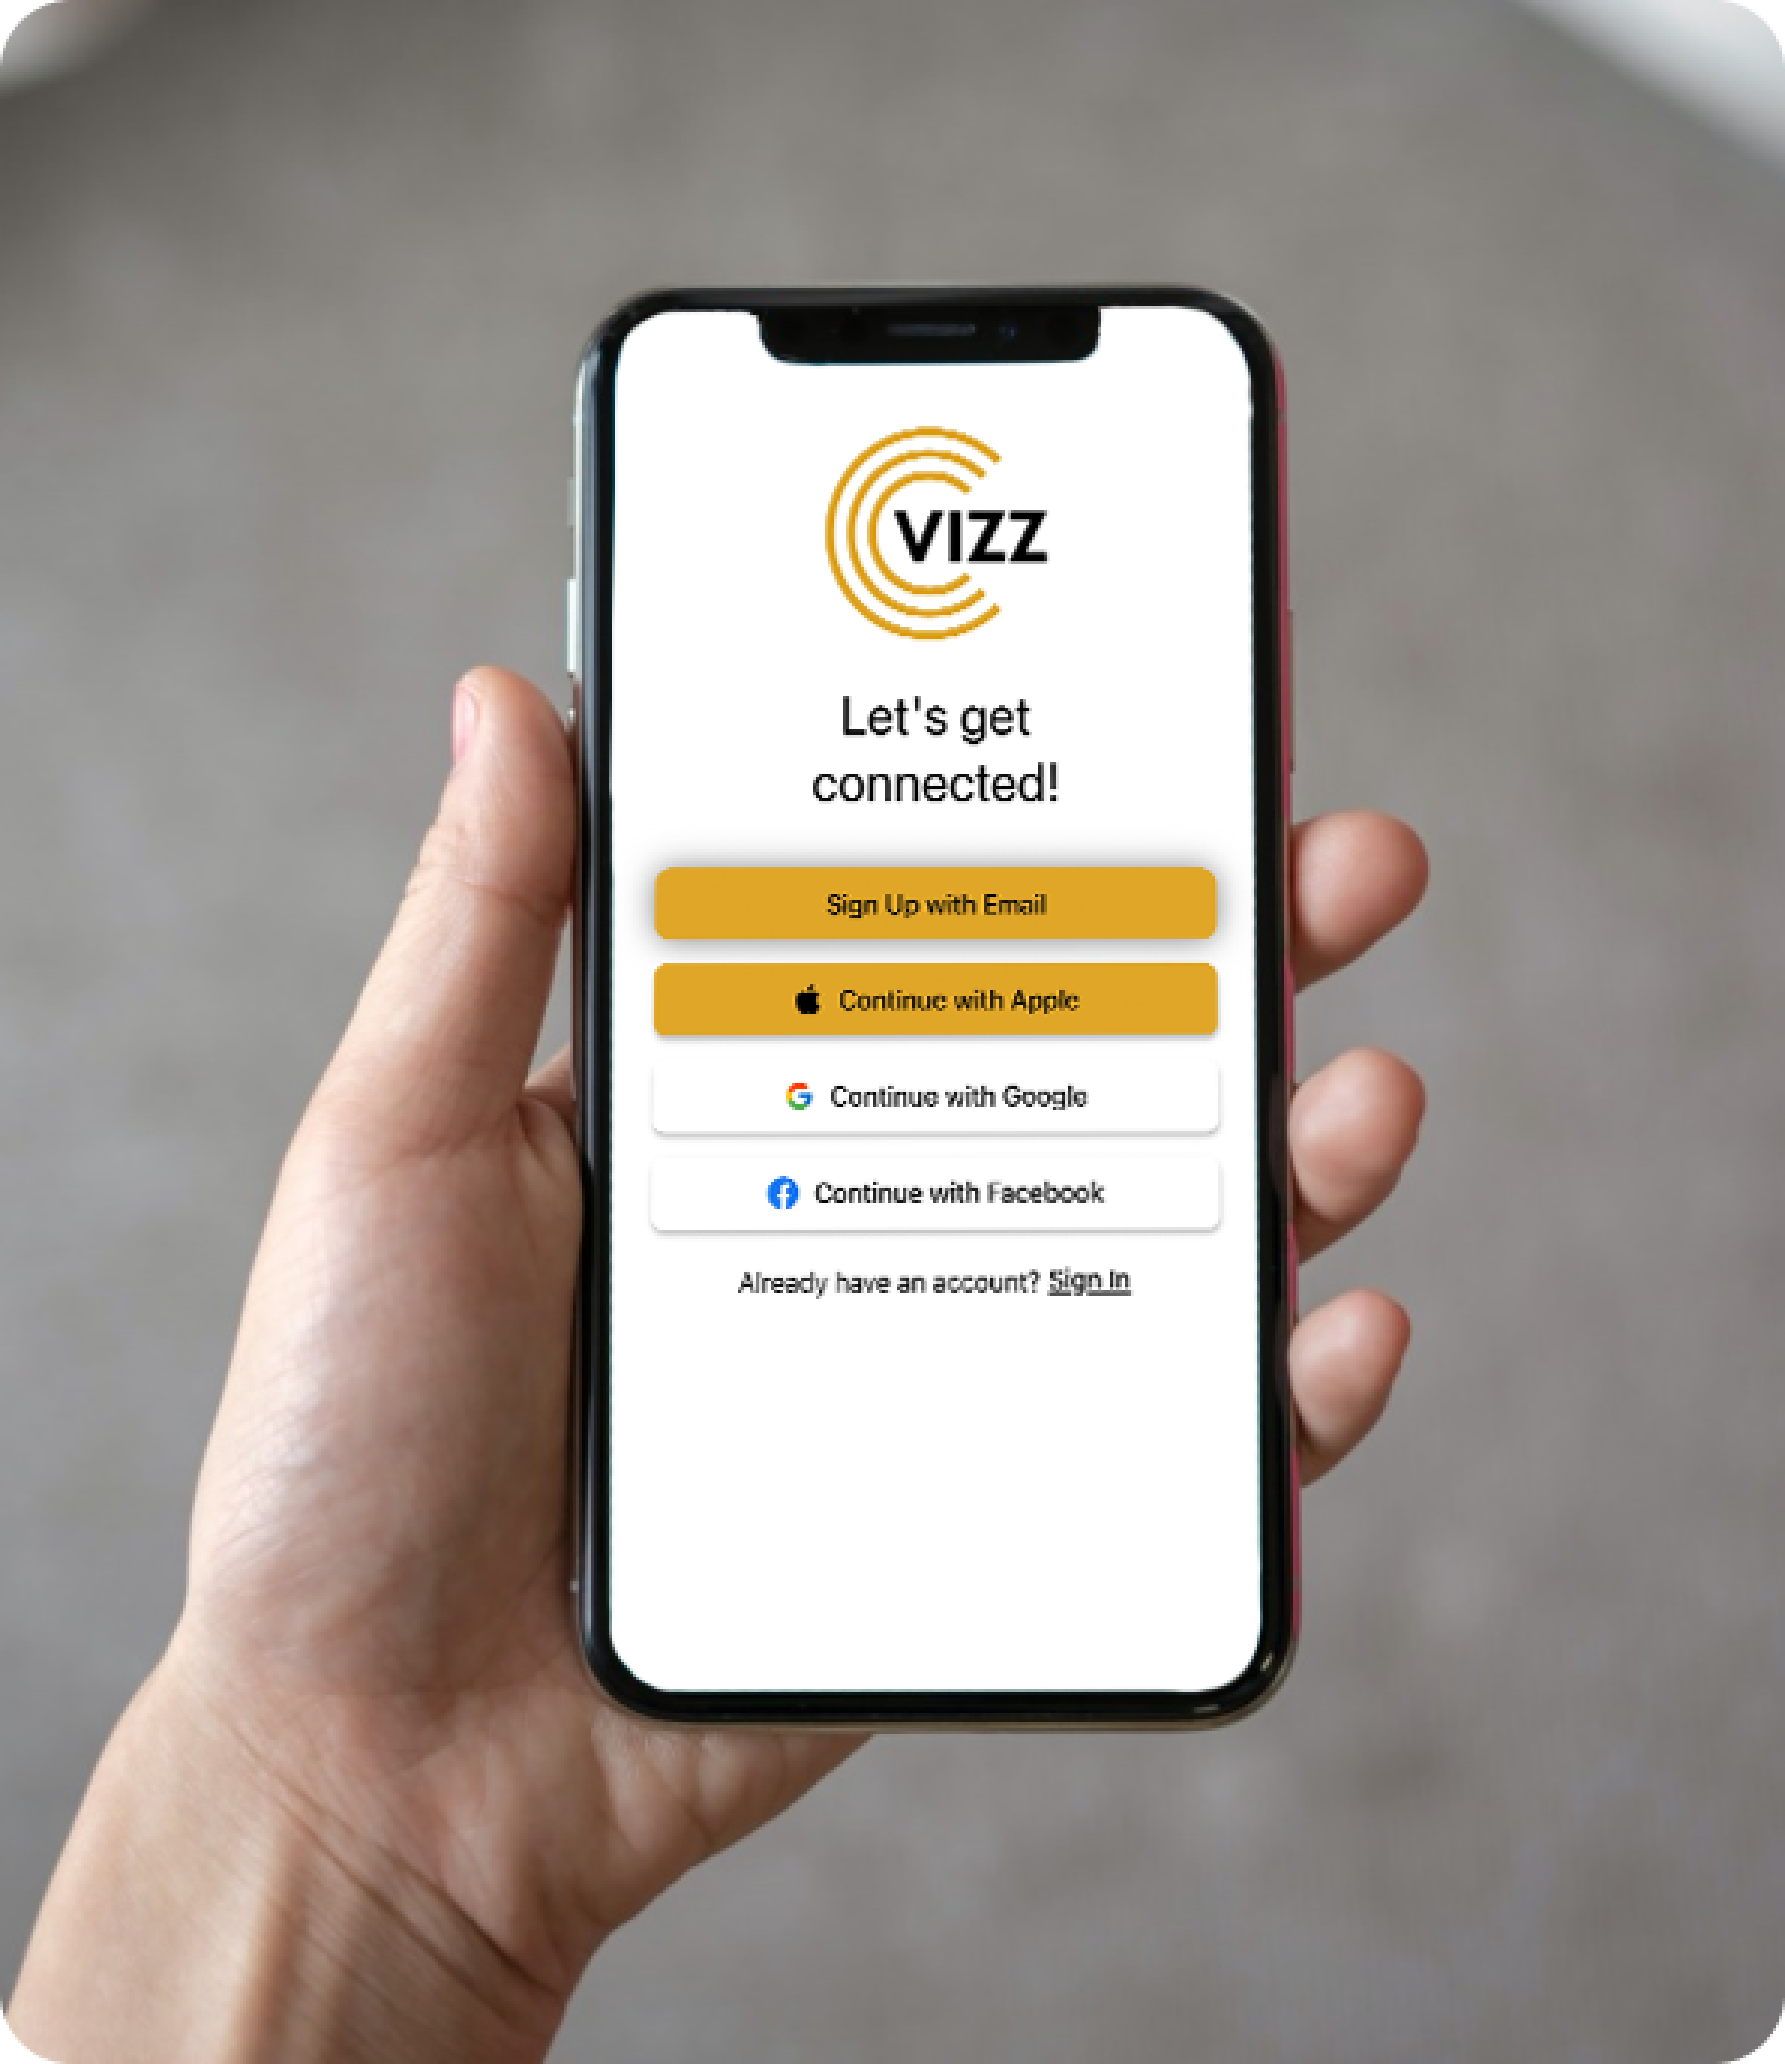 VIZZ
Let's get
connected!
Sign Up with Email
Continue with Apple
Continue with Google
Continue with Facebook
Already have an account? Sign In